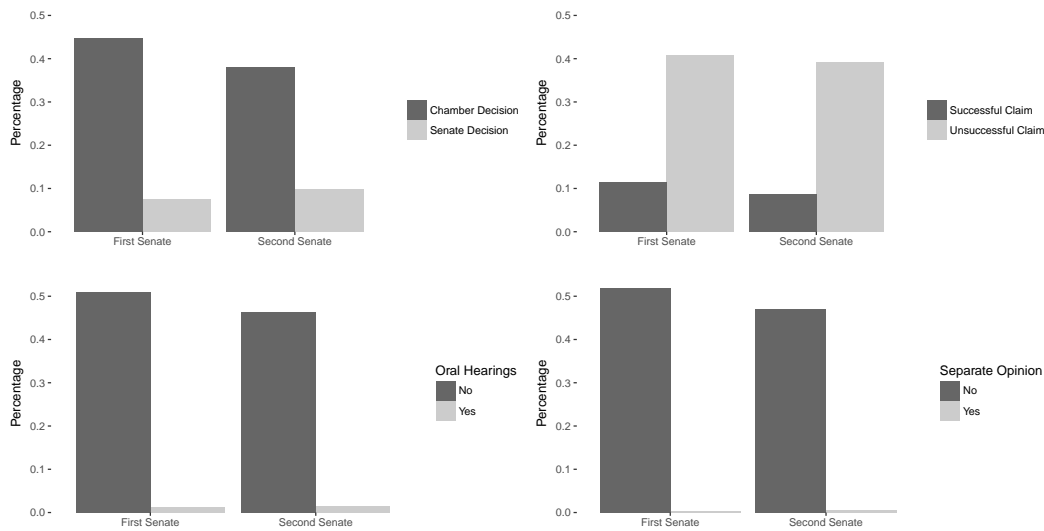 Percentage
0.5
0.4
0.3
0.2
0.1
0.0
First Senate
Second Senate
Chamber Decision
Senate Decision
Percentage
0.5
0.4
0.3
0.2
0.1
0.0
First Senate
Second Senate
Successful Claim
Unsuccessful Claim
Percentage
0.5
0.4
0.3
0.2
0.1
0.0
First Senate
Second Senate
Oral Hearings
No
Yes
Percentage
0.5
0.4
0.3
0.2
0.1
0.0
First Senate
Second Senate
Separate Opinion
No
Yes